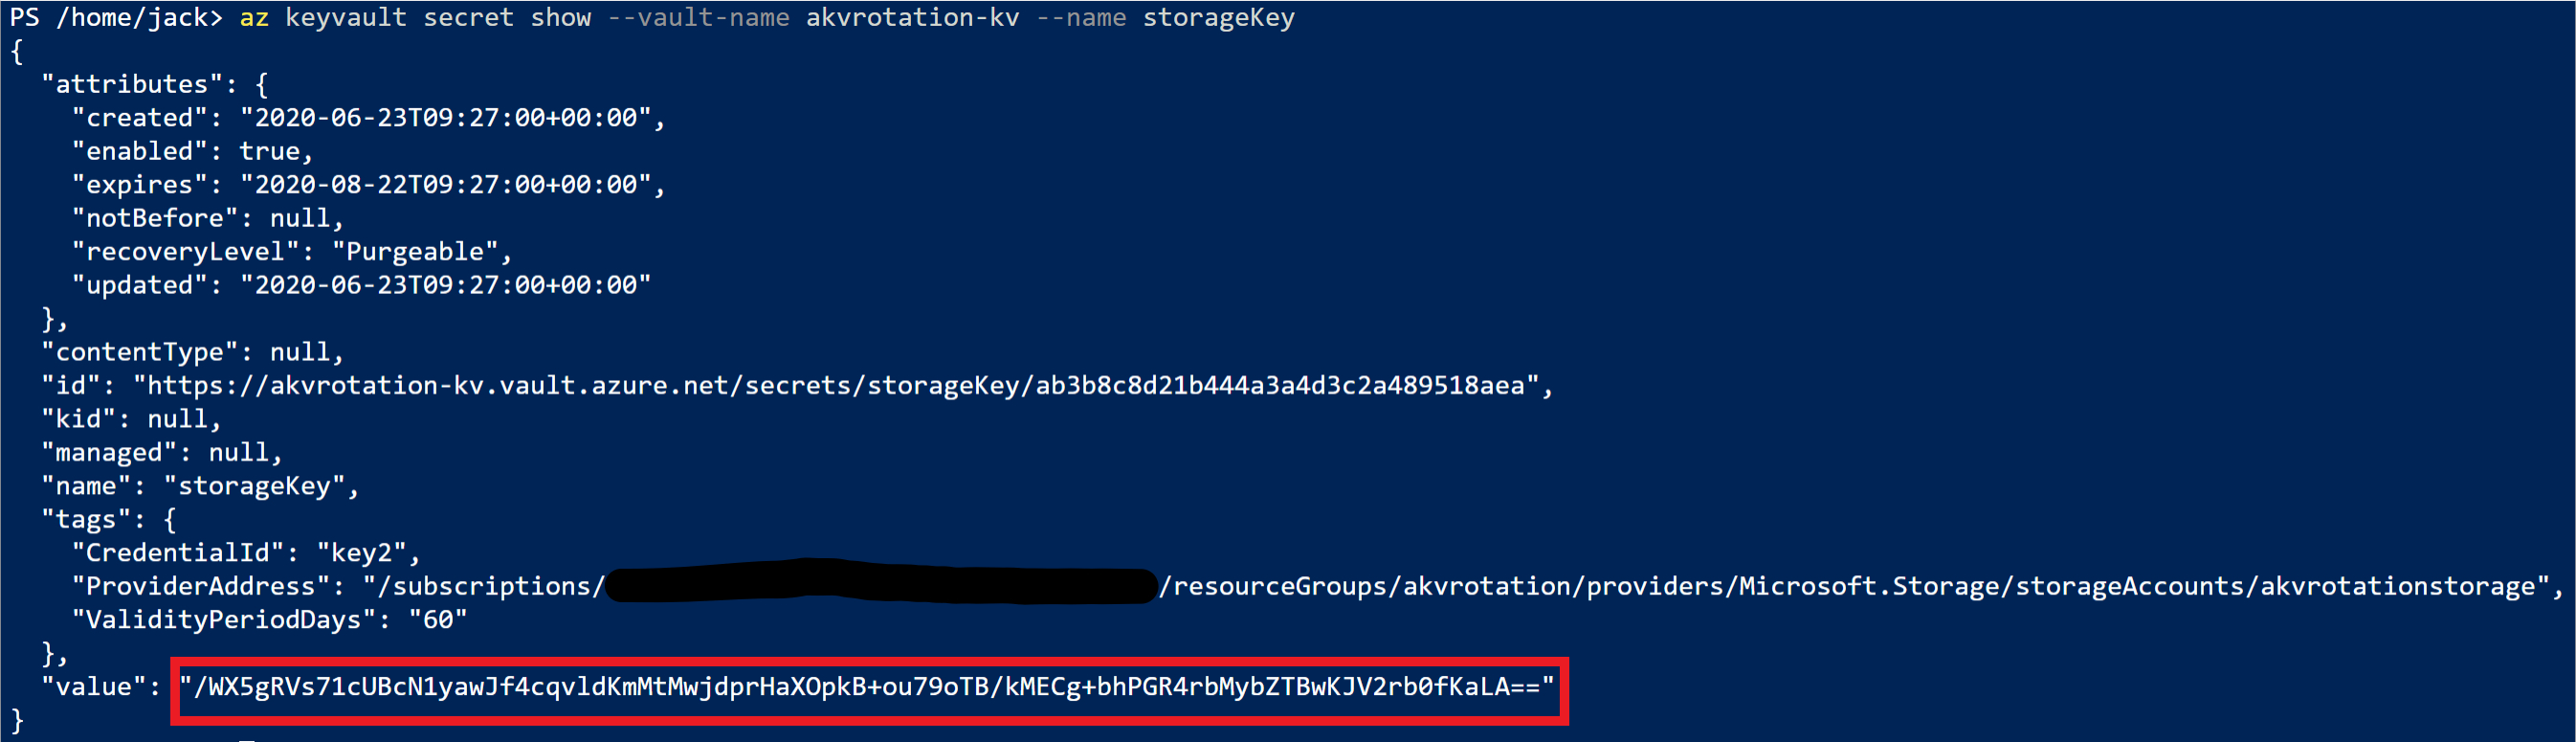 PS /home/jack> az keyvault secret show --vault-name akvrotation-kv --name storageKey
{
  "attributes": {
    "created": "2020-06-23T09:27:00+00:00",
    "enabled": true,
    "expires": "2020-08-22T09:27:00+00:00",
    "notBefore": null,
    "recoveryLevel": "Purgeable",
    "updated": "2020-06-23T09:27:00+00:00"
  },
  "contentType": null,
  "id": "https://akvrotation-kv.vault.azure.net/secrets/storageKey/ab3b8c8d21b444a3a4d3c2a489518aea",
  "kid": null,
  "managed": null,
  "name": "storageKey",
  "tags": {
    "CredentialId": "key2",
    "ProviderAddress": "/subscriptions/ /resourceGroups/akvrotation/providers/Microsoft.Storage/storageAccounts/akvrotationstorage",
    "ValidityPeriodDays": "60"
  },
  "value": "/WX5gRVs71cUBcN1yawJf4cqvldKmMtMwjdprHaXOpkB+ou79oTB/kMECg+bhPGR4rbMybZTBwKJV2rb0fKaLA=="
}